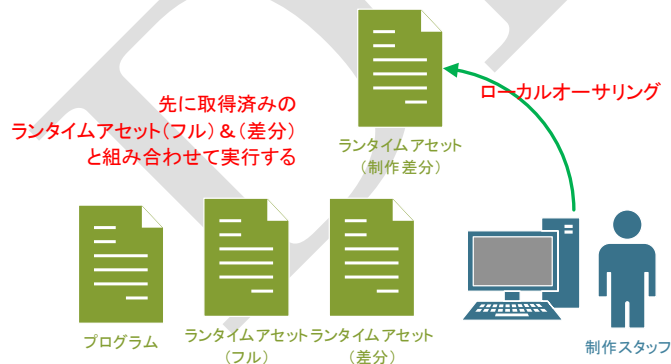 ローカルオーサリング
先に取得済みの
ランタイムアセット(フル)&(差分)
と組み合わせて実行する
ランタイムアセット
(制作差分)
プログラム
ランタイムアセット
(フル)
ランタイムアセット
(差分)
制作スタッフ